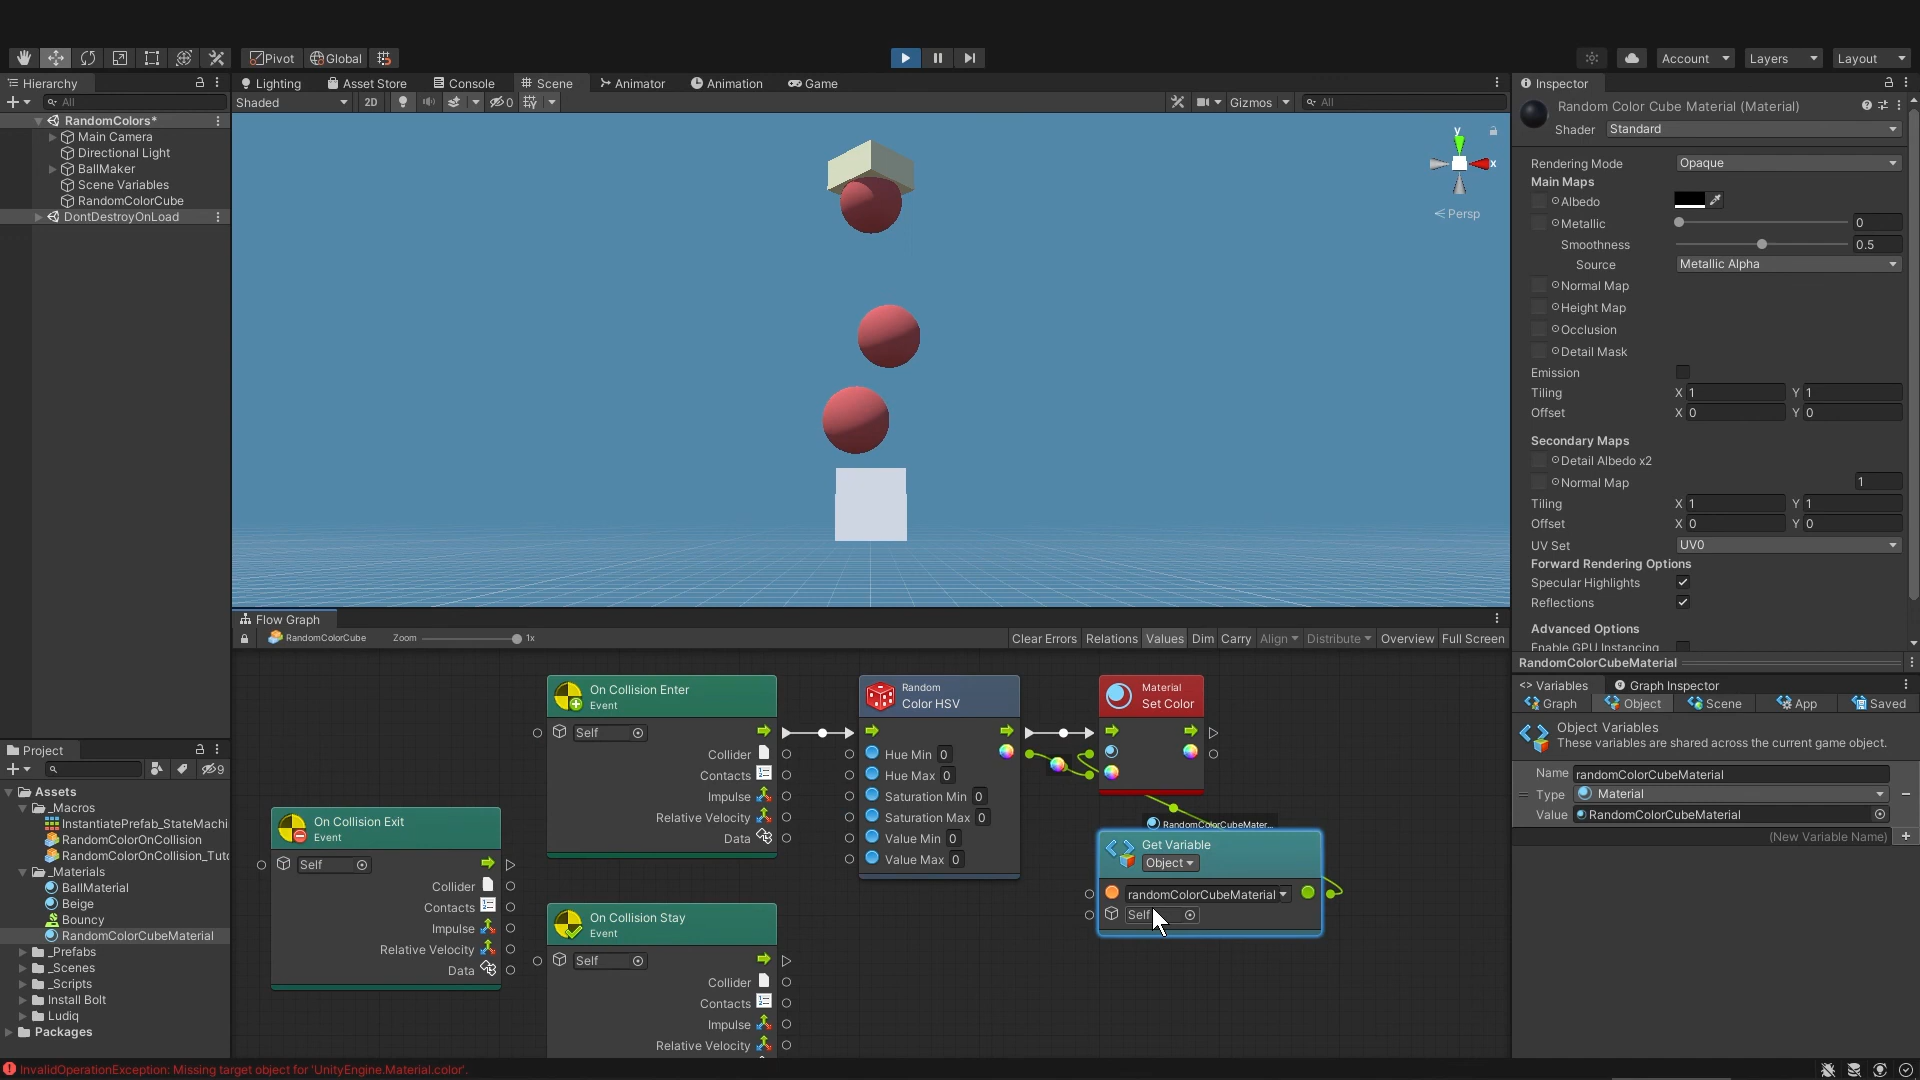 Pivot
Global
Account
Layers
Layout
Hierarchy
All
RandomColors*
Main Camera
Directional Light
BallMaker
Scene Variables
RandomColorCube
DontDestroyOnLoad
Lighting
Asset Store
Console
Scene
Animator
Animation
Game
Shaded
2D
0
Gizmos
All
y
x
Persp
Inspector
Random Color Cube Material (Material)
Shader
Standard
Rendering Mode
Opaque
Main Maps
Albedo
Metallic
0
Smoothness
0.5
Source
Metallic Alpha
Normal Map
Height Map
Occlusion
Detail Mask
Emission
Tiling
X 1
Y 1
Offset
X 0
Y 0
Secondary Maps
Detail Albedo x2
Normal Map
1
Tiling
X 1
Y 1
Offset
X 0
Y 0
UV Set
UV0
Forward Rendering Options
Specular Highlights
Reflections
Advanced Options
Enable GPU Instancing
RandomColorCubeMaterial
<> Variables
Graph Inspector
Graph
Object
Scene
App
Saved
Object Variables
These variables are shared across the current game object.
Name
randomColorCubeMaterial
Type
Material
Value
RandomColorCubeMaterial
(New Variable Name)
Project
9
Assets
_Macros
InstantiatePrefab_StateMachi
RandomColorOnCollision
RandomColorOnCollision_Tuto
_Materials
BallMaterial
Beige
Bouncy
RandomColorCubeMaterial
_Prefabs
_Scenes
_Scripts
Install Bolt
Ludiq
Packages
Flow Graph
RandomColorCube
Zoom
1x
Clear Errors
Relations
Values
Dim
Carry
Align
Distribute
Overview
Full Screen
On Collision Exit
Event
Self
Collider
Contacts
Impulse
Relative Velocity
Data
On Collision Enter
Event
Self
Collider
Contacts
Impulse
Relative Velocity
Data
On Collision Stay
Event
Self
Collider
Contacts
Impulse
Relative Velocity
Random
Color HSV
Hue Min 0
Hue Max 0
Saturation Min 0
Saturation Max 0
Value Min 0
Value Max 0
Material
Set Color
RandomColorCubeMater...
Get Variable
Object
randomColorCubeMaterial
Self
InvalidOperationException: Missing target object for 'UnityEngine.Material.color'.